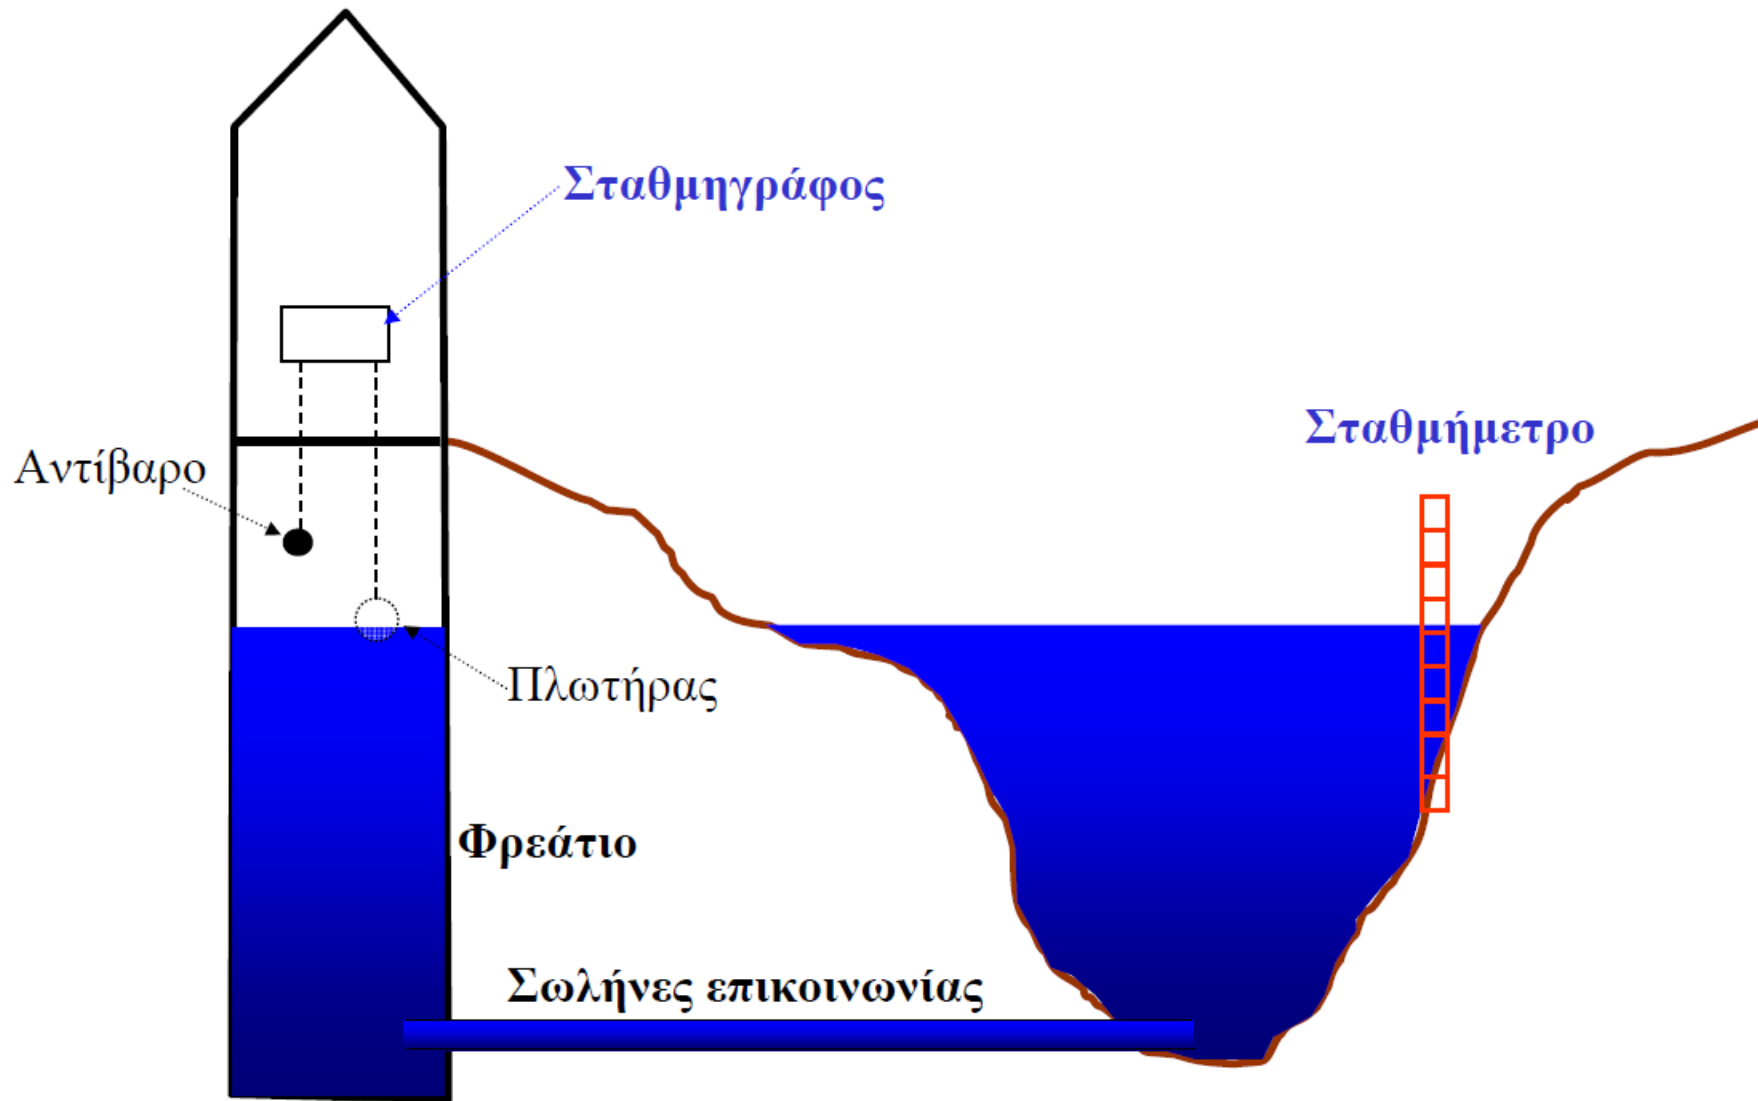 Σταθμηγράφος
Σταθμήμετρο
Αντίβαρο
Πλωτήρας
Φρεάτιο
Σωλήνες επικοινωνίας